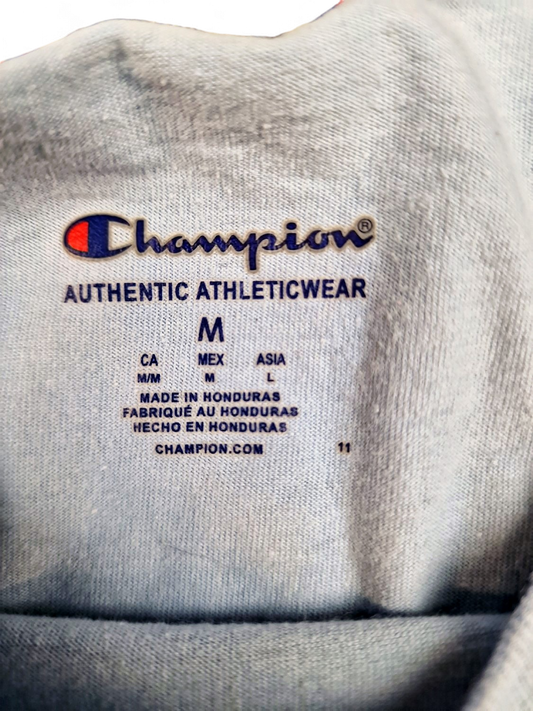 Champion®
AUTHENTIC ATHLETICWEAR
M
CA MEX ASIA
M/M M L
MADE IN HONDURAS
FABRIQUÉ AU HONDURAS
HECHO EN HONDURAS
CHAMPION.COM 11